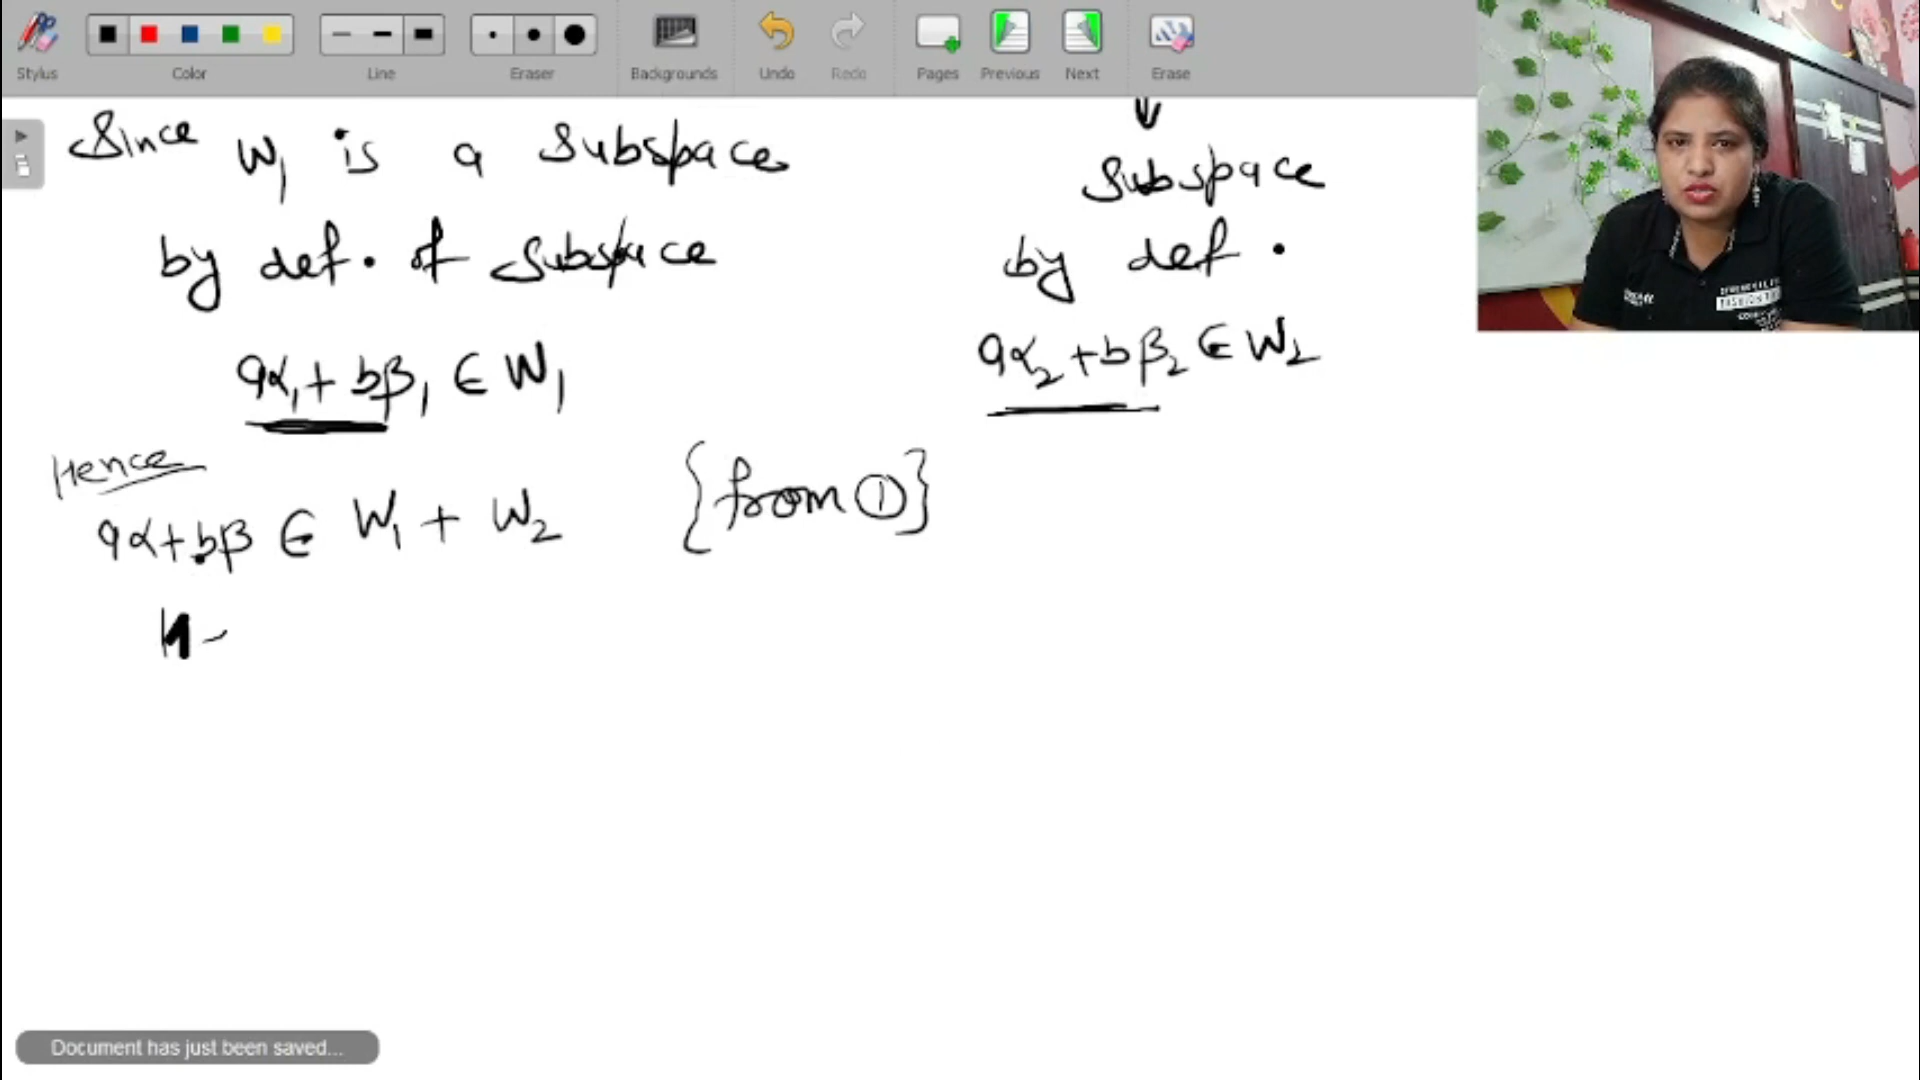 Stylus Color Line Eraser Backgrounds Undo Redo Pages Previous Next Erase
Since W₁ is a Subspace
by def. of Subspace
aα₁ + bβ₁ ∈ W₁
Subspace
by def.
aα₂ + bβ₂ ∈ W₂
Hence
aα+bβ ∈ W₁ + W₂ {from ①}
Document has just been saved...